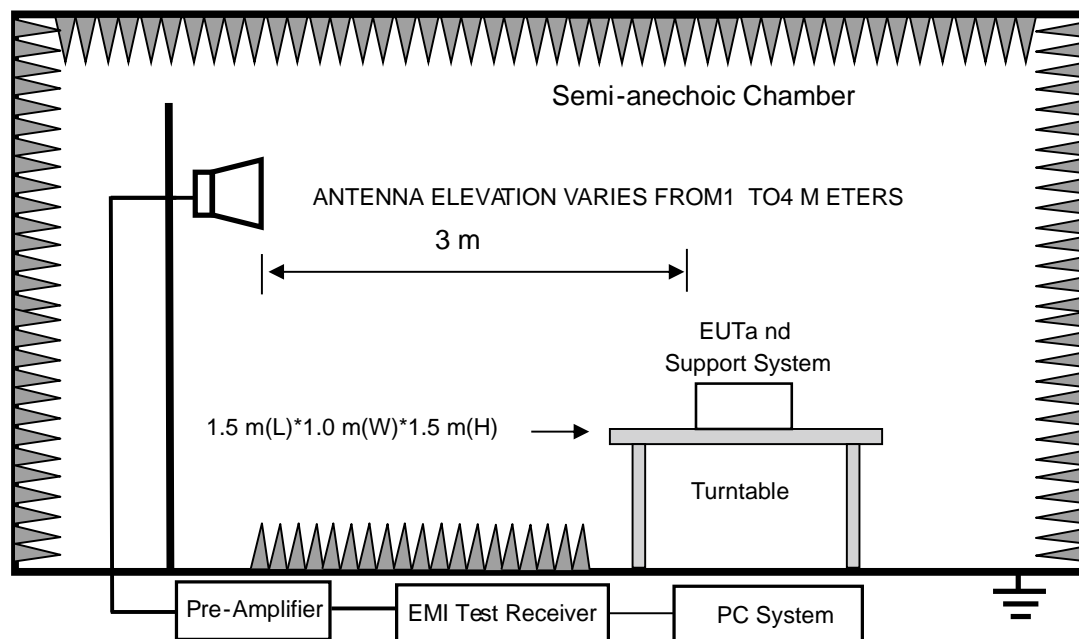 Semi-anechoic Chamber
ANTENNA ELEVATION VARIES FROM1 TO4 M ETERS
3 m
EUTa nd
Support System
1.5 m(L)*1.0 m(W)*1.5 m(H)
Turntable
Pre-Amplifier
EMI Test Receiver
PC System